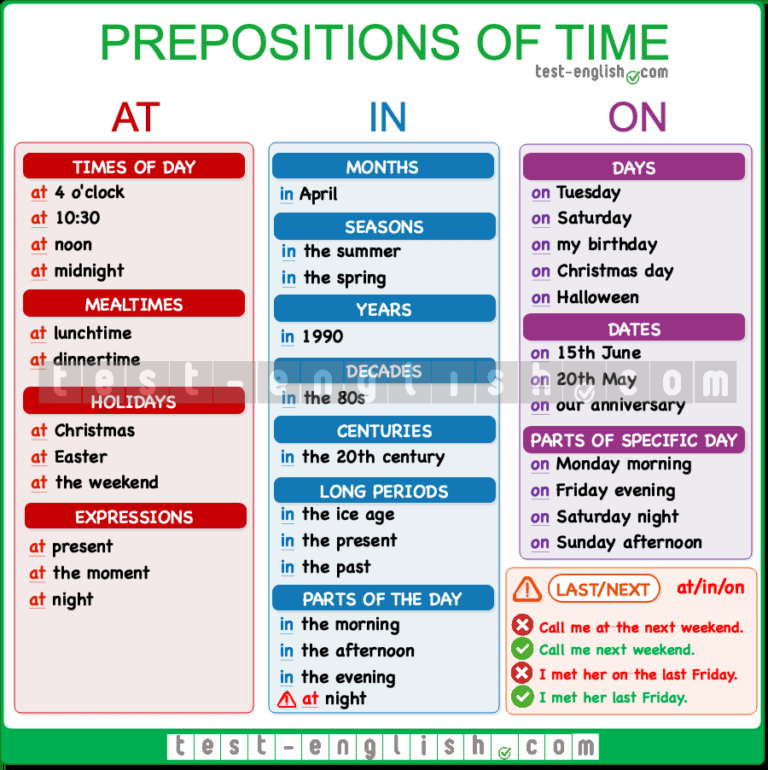 PREPOSITIONS OF TIME
test-english.com
AT
TIMES OF DAY
at 4 o'clock
at 10:30
at noon
at midnight
MEALTIMES
at lunchtime
at dinnertime
HOLIDAYS
at Christmas
at Easter
at the weekend
EXPRESSIONS
at present
at the moment
at night
IN
MONTHS
in April
SEASONS
in the summer
in the spring
YEARS
in 1990
DECADES
in the 80s
CENTURIES
in the 20th century
LONG PERIODS
in the ice age
in the present
in the past
PARTS OF THE DAY
in the morning
in the afternoon
in the evening
at night
ON
DAYS
on Tuesday
on Saturday
on my birthday
on Christmas day
on Halloween
DATES
on 15th June
on 20th May
on our anniversary
PARTS OF SPECIFIC DAY
on Monday morning
on Friday evening
on Saturday night
on Sunday afternoon
LAST/NEXT at/in/on
Call me at the next weekend.
Call me next weekend.
I met her on the last Friday.
I met her last Friday.
test-english.com
test-english.com